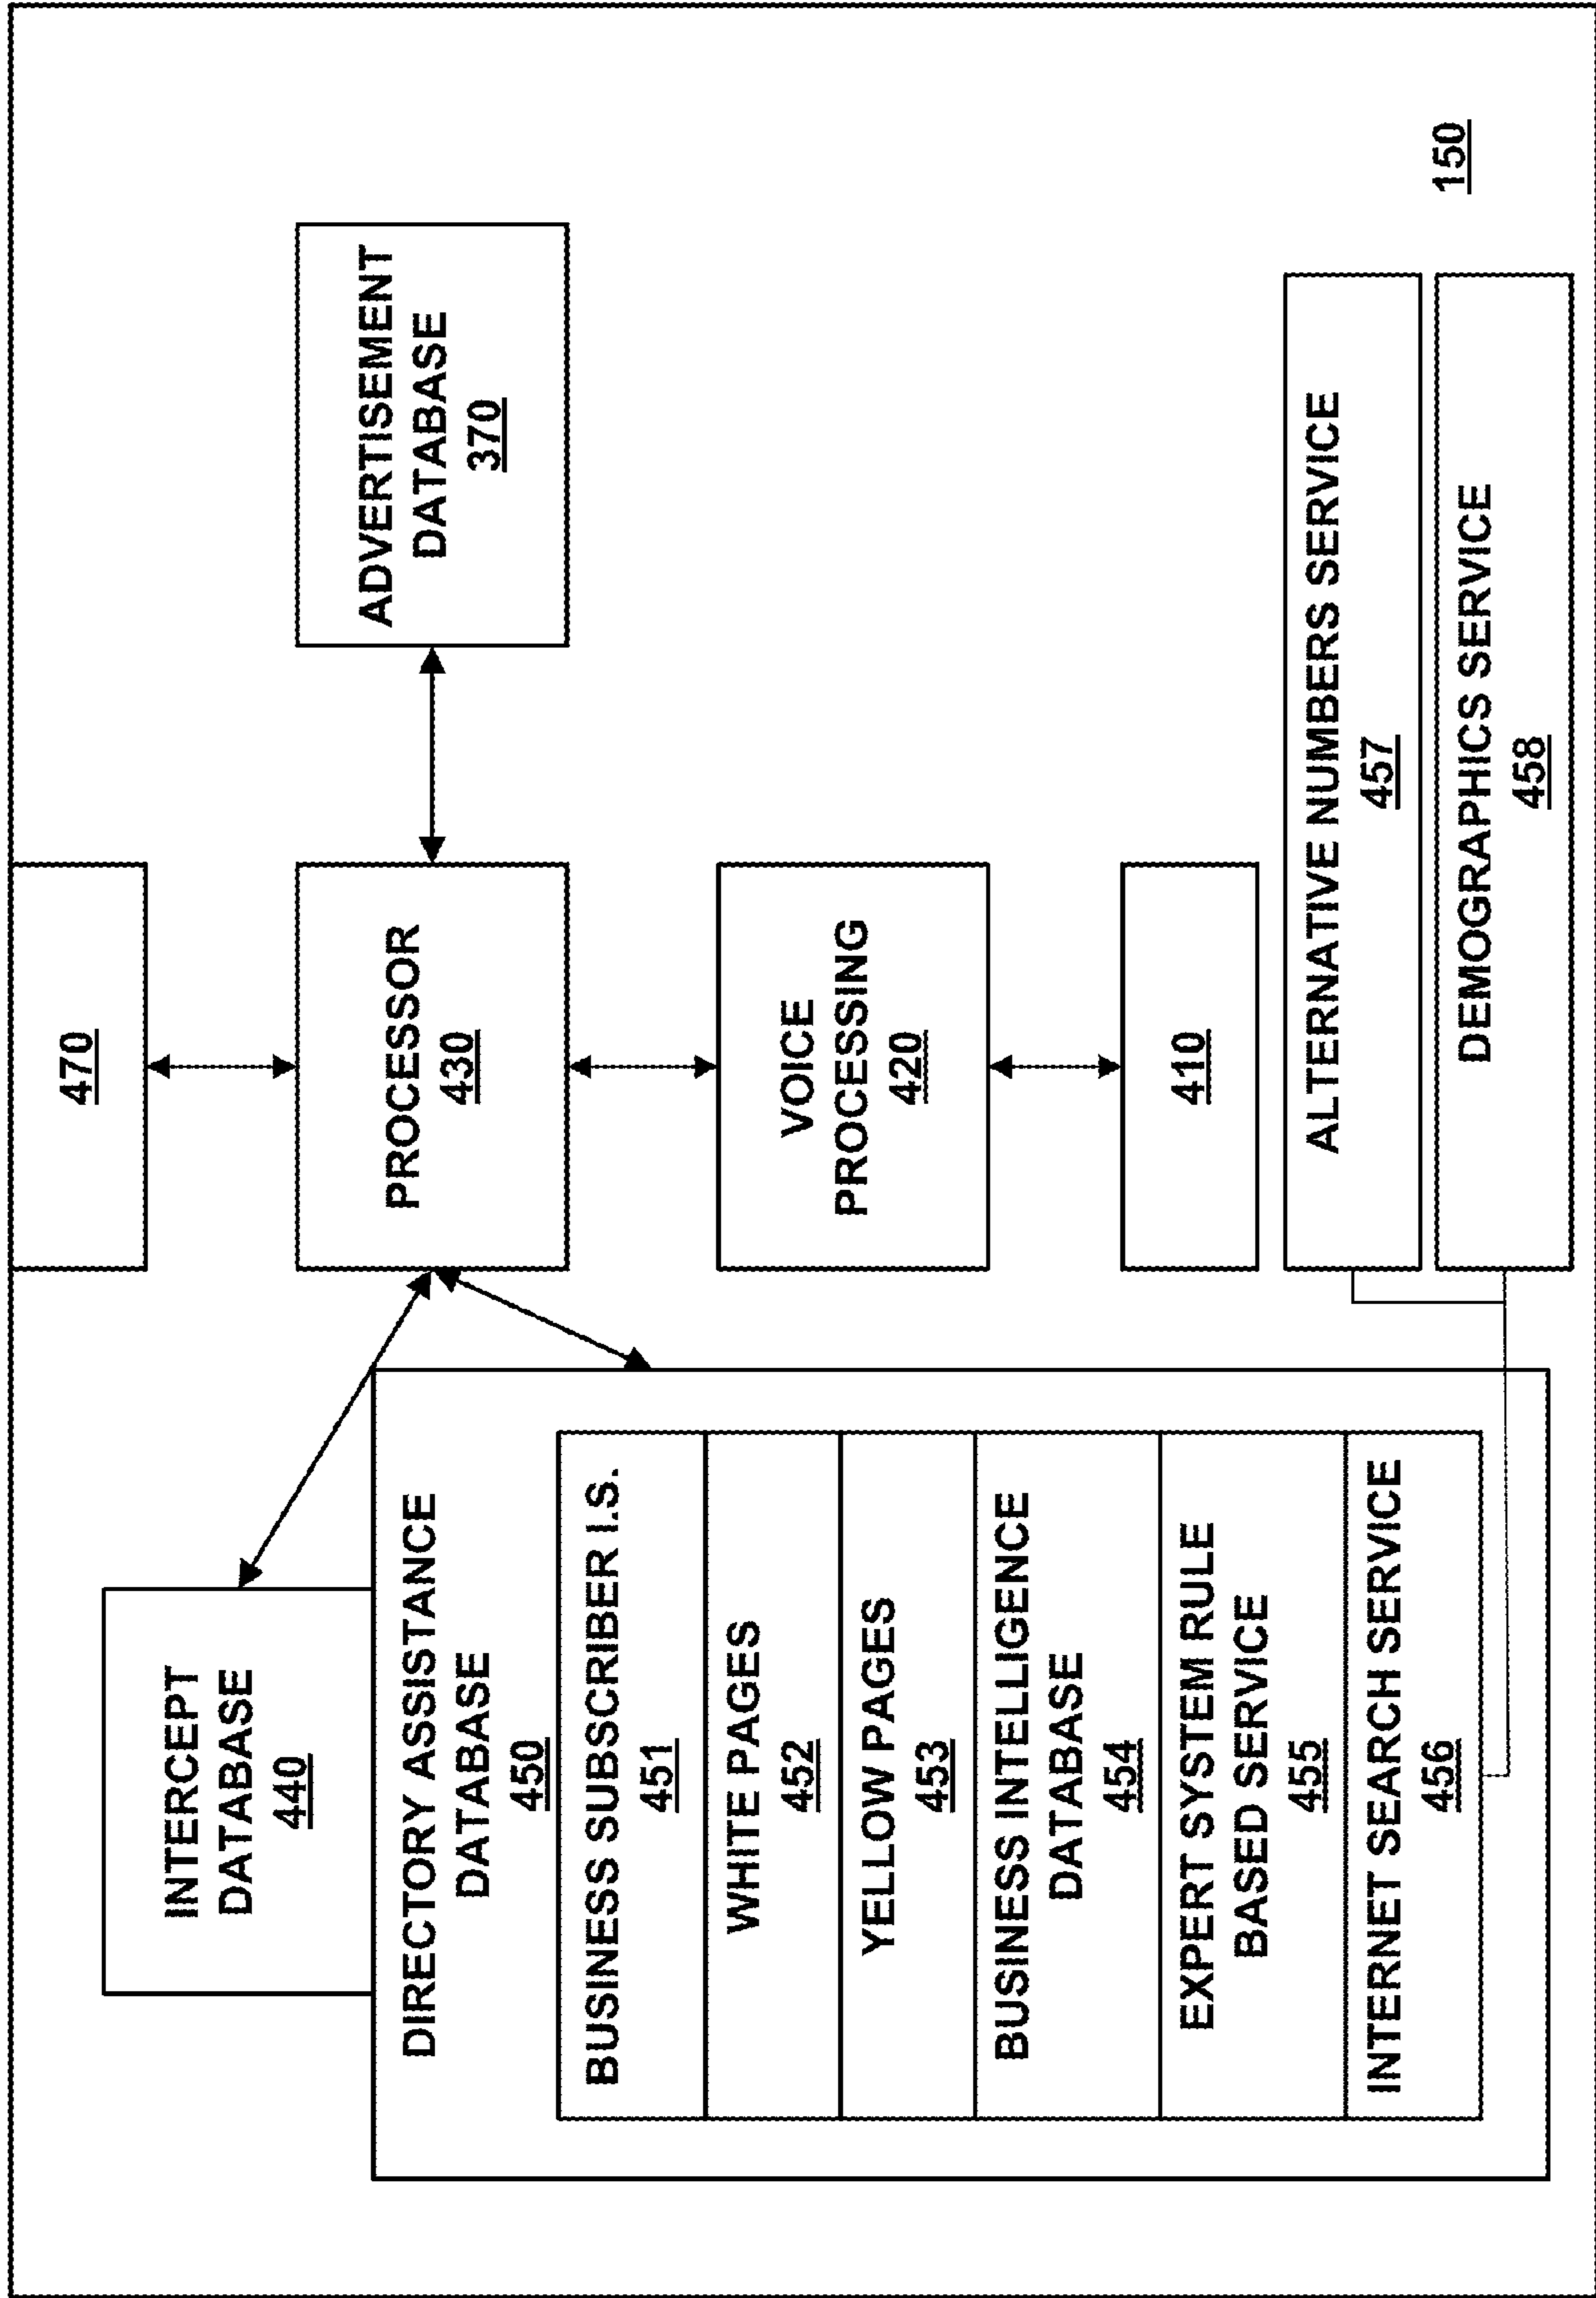 INTERCEPT
DATABASE
440
DIRECTORY ASSISTANCE
DATABASE
450
BUSINESS SUBSCRIBER I.S.
451
WHITE PAGES
452
YELLOW PAGES
453
BUSINESS INTELLIGENCE
DATABASE
454
EXPERT SYSTEM RULE
BASED SERVICE
455
INTERNET SEARCH SERVICE
456
470
PROCESSOR
430
VOICE
PROCESSING
420
410
ADVERTISEMENT
DATABASE
370
ALTERNATIVE NUMBERS SERVICE
457
DEMOGRAPHICS SERVICE
458
150